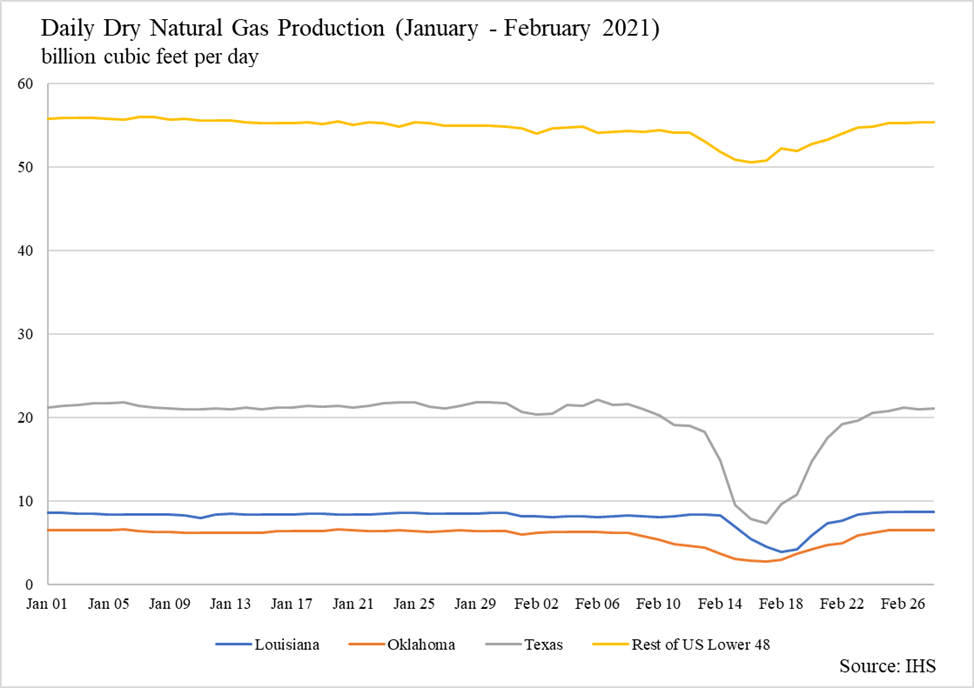 Daily Dry Natural Gas Production (January - February 2021)
billion cubic feet per day
60
50
40
30
20
10
0
Jan 01 Jan 05 Jan 09 Jan 13 Jan 17 Jan 21 Jan 25 Jan 29 Feb 02 Feb 06 Feb 10 Feb 14 Feb 18 Feb 22 Feb 26
Louisiana Oklahoma Texas Rest of US Lower 48
Source: IHS